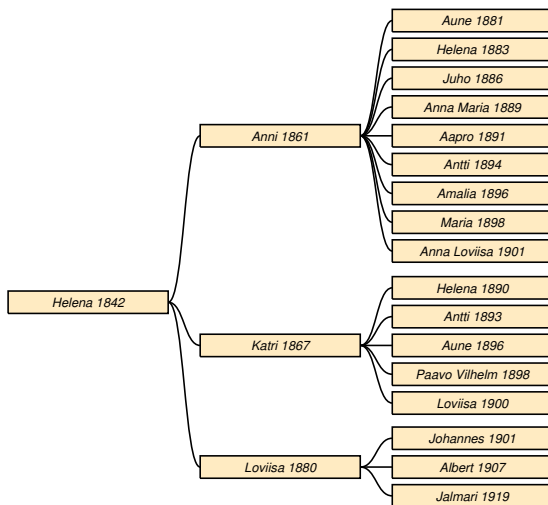 Aune 1881
Helena 1883
Juho 1886
Anna Maria 1889
Anni 1861
Aapro 1891
Antti 1894
Amalia 1896
Maria 1898
Anna Loviisa 1901
Helena 1842
Helena 1890
Antti 1893
Katri 1867
Aune 1896
Paavo Vilhelm 1898
Loviisa 1900
Johannes 1901
Loviisa 1880
Albert 1907
Jalmari 1919